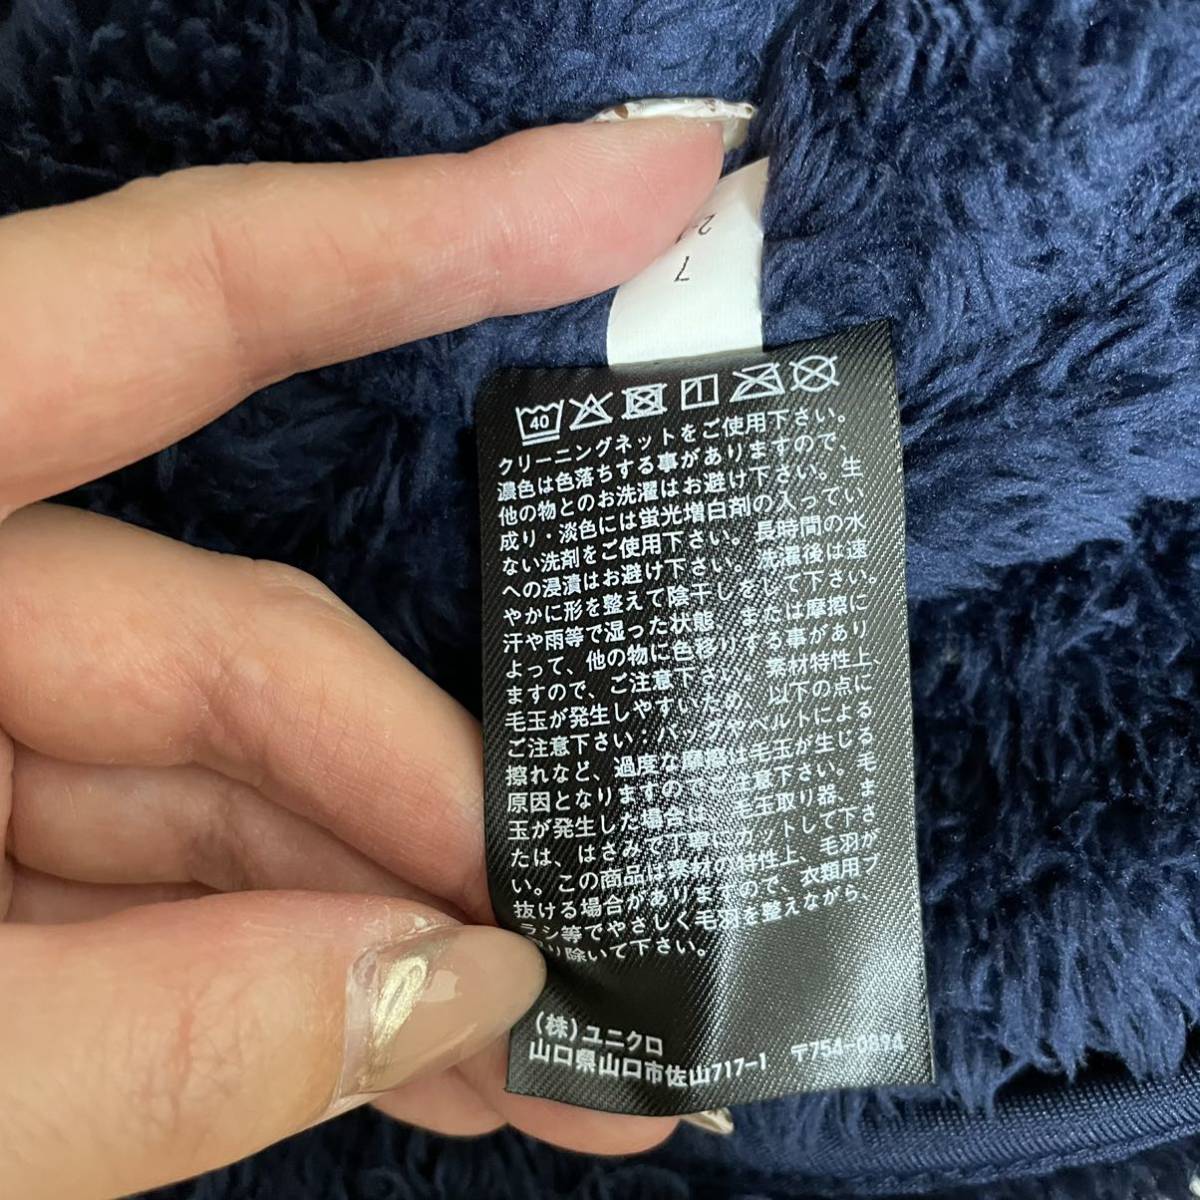 7
40
クリーニングネットをご使用下さい。
濃色は色落ちする事がありますので、
他の物とのお洗濯はお避け下さい。生
成り・淡色には蛍光増白剤の入ってい
ない洗剤をご使用下さい。長時間の水
への浸漬はお避け下さい。洗濯後は速
やかに形を整えて陰干しをして下さい。
汗や雨等で湿った状態 または摩擦に
よって、他の物に色移りする事があり
ますので、ご注意下さい。素材特性上、
毛玉が発生しやすいため、以下の点に
ご注意下さい バッグやベルトによる
擦れなど、過度な摩擦は毛玉が生じる
原因となりますのでご注意下さい。毛
玉が発生した場合は、毛玉取り器、ま
たは、はさみで丁寧にカットして下さ
い。この商品は素材の特性上、毛羽が
抜ける場合がありますので、衣類用ブ
ラシ等でやさしく毛羽を整えながら、
り除いて下さい。
(株)ユニクロ
山口県山口市佐山717-1 〒754-0894